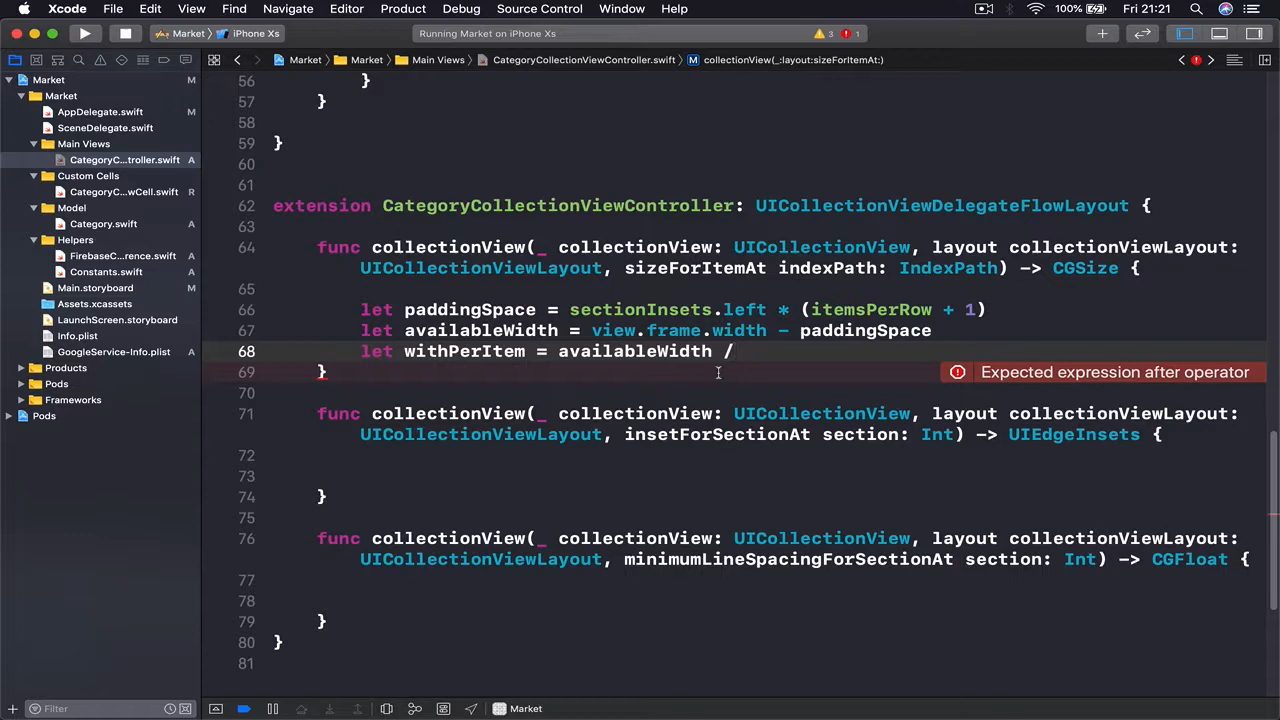 Xcode File Edit View Find Navigate Editor Product Debug Source Control Window Help 100% Fri 21:21
Market iPhone Xs Running Market on iPhone Xs 3 1
Market Market Main Views CategoryCollectionViewController.swift M collectionView(_:layout:sizeForItemAt:)
Market M
Market
AppDelegate.swift M
SceneDelegate.swift
Main Views
CategoryC...troller.swift A
Custom Cells
CategoryC...wCell.swift R
Model
Category.swift A
Helpers
FirebaseC...rence.swift A
Constants.swift A
Main.storyboard M
Assets.xcassets
LaunchScreen.storyboard
Info.plist
GoogleService-Info.plist A
Products
Pods
Frameworks
Pods
56 }
57 }
58
59 }
60
61
62 extension CategoryCollectionViewController: UICollectionViewDelegateFlowLayout {
63
64 func collectionView(_ collectionView: UICollectionView, layout collectionViewLayout:
UICollectionViewLayout, sizeForItemAt indexPath: IndexPath) -> CGSize {
65
66 let paddingSpace = sectionInsets.left * (itemsPerRow + 1)
67 let availableWidth = view.frame.width - paddingSpace
68 let withPerItem = availableWidth /
69 } Expected expression after operator
70
71 func collectionView(_ collectionView: UICollectionView, layout collectionViewLayout:
UICollectionViewLayout, insetForSectionAt section: Int) -> UIEdgeInsets {
72
73
74 }
75
76 func collectionView(_ collectionView: UICollectionView, layout collectionViewLayout:
UICollectionViewLayout, minimumLineSpacingForSectionAt section: Int) -> CGFloat {
77
78
79 }
80 }
81
Filter Market